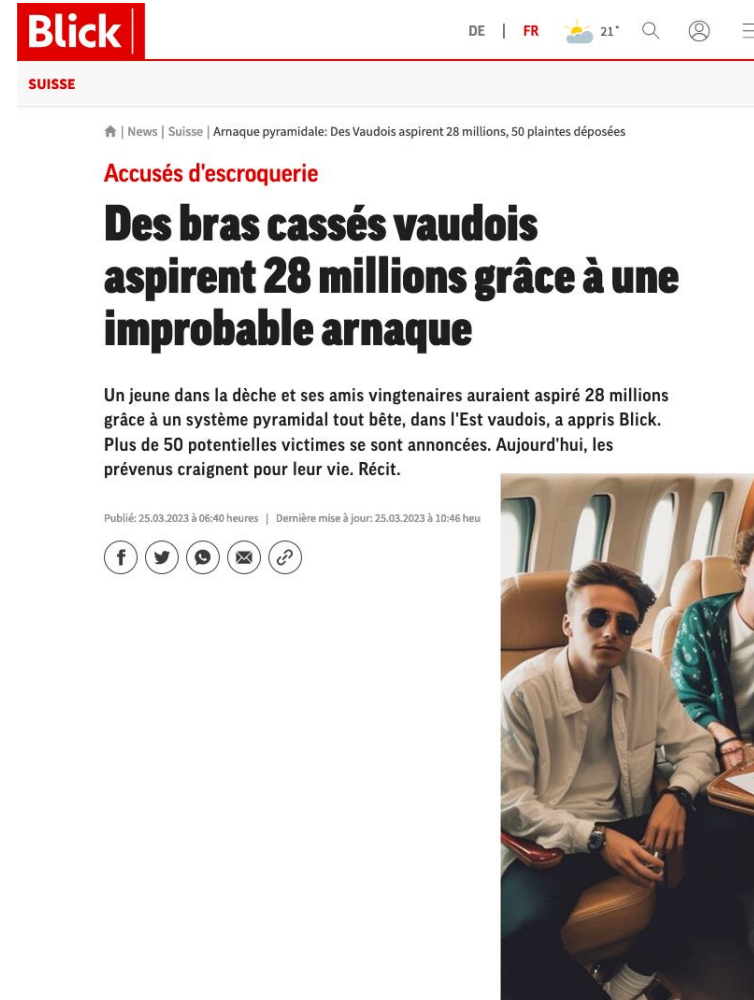 Blick
DE | FR 21°
SUISSE
| News | Suisse | Arnaque pyramidale: Des Vaudois aspirent 28 millions, 50 plaintes déposées
Accusés d'escroquerie
Des bras cassés vaudois
aspirent 28 millions grâce à une
improbable arnaque
Un jeune dans la dèche et ses amis vingtenaires auraient aspiré 28 millions
grâce à un système pyramidal tout bête, dans l'Est vaudois, a appris Blick.
Plus de 50 potentielles victimes se sont annoncées. Aujourd'hui, les
prévenus craignent pour leur vie. Récit.
Publié: 25.03.2023 à 06:40 heures | Dernière mise à jour: 25.03.2023 à 10:46 heu